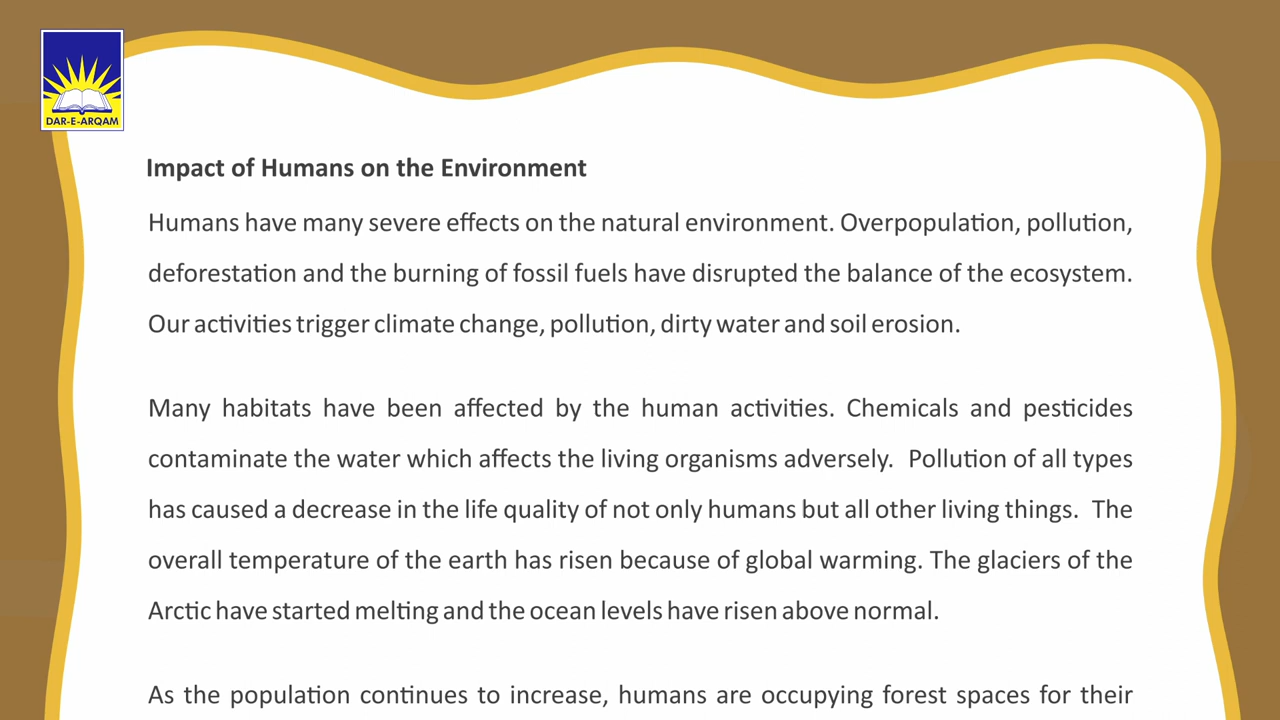 DAR-E-ARQAM
Impact of Humans on the Environment
Humans have many severe effects on the natural environment. Overpopulation, pollution,
deforestation and the burning of fossil fuels have disrupted the balance of the ecosystem.
Our activities trigger climate change, pollution, dirty water and soil erosion.
Many habitats have been affected by the human activities. Chemicals and pesticides
contaminate the water which affects the living organisms adversely. Pollution of all types
has caused a decrease in the life quality of not only humans but all other living things. The
overall temperature of the earth has risen because of global warming. The glaciers of the
Arctic have started melting and the ocean levels have risen above normal.
As the population continues to increase, humans are occupying forest spaces for their